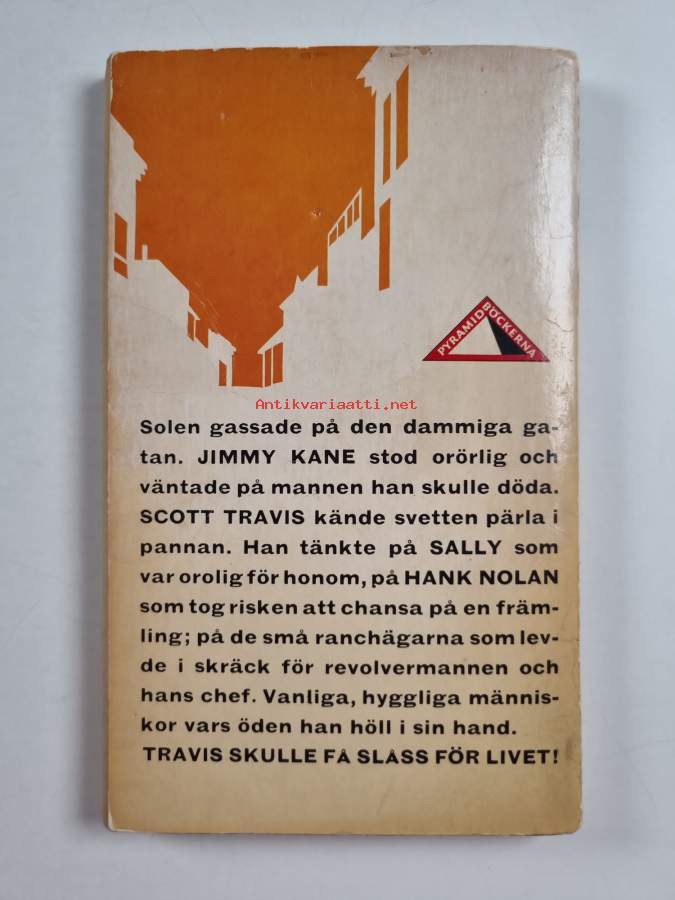 PYRAMIDBÖCKERNA
Antikvariaatti.net
Solen gassade på den dammiga ga-
tan. JIMMY KANE stod orörlig och
väntade på mannen han skulle döda.
SCOTT TRAVIS kände svetten pärla i
pannan. Han tänkte på SALLY som
var orolig för honom, på HANK NOLAN
som tog risken att chansa på en främ-
ling; på de små ranchägarna som lev-
de i skräck för revolvermannen och
hans chef. Vanliga, hyggliga männis-
kor vars öden han höll i sin hand.
TRAVIS SKULLE FÅ SLÅSS FÖR LIVET!